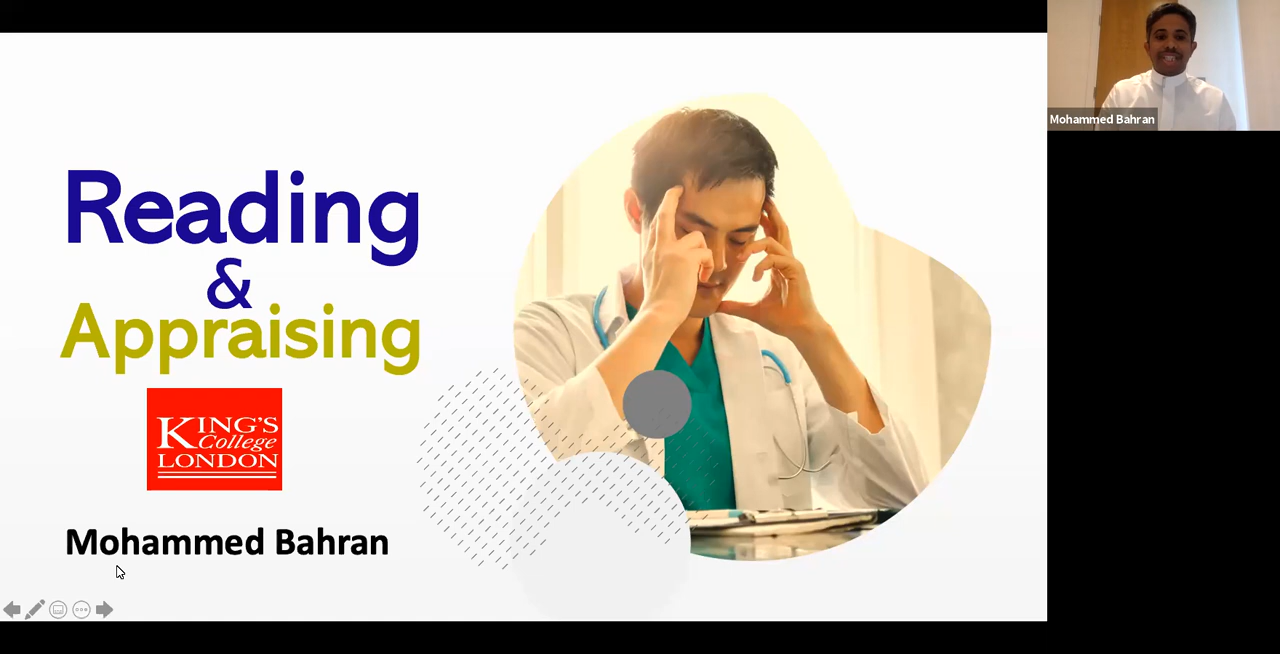 Reading
&
Appraising
KING'S
College
LONDON
Mohammed Bahran
Mohammed Bahran